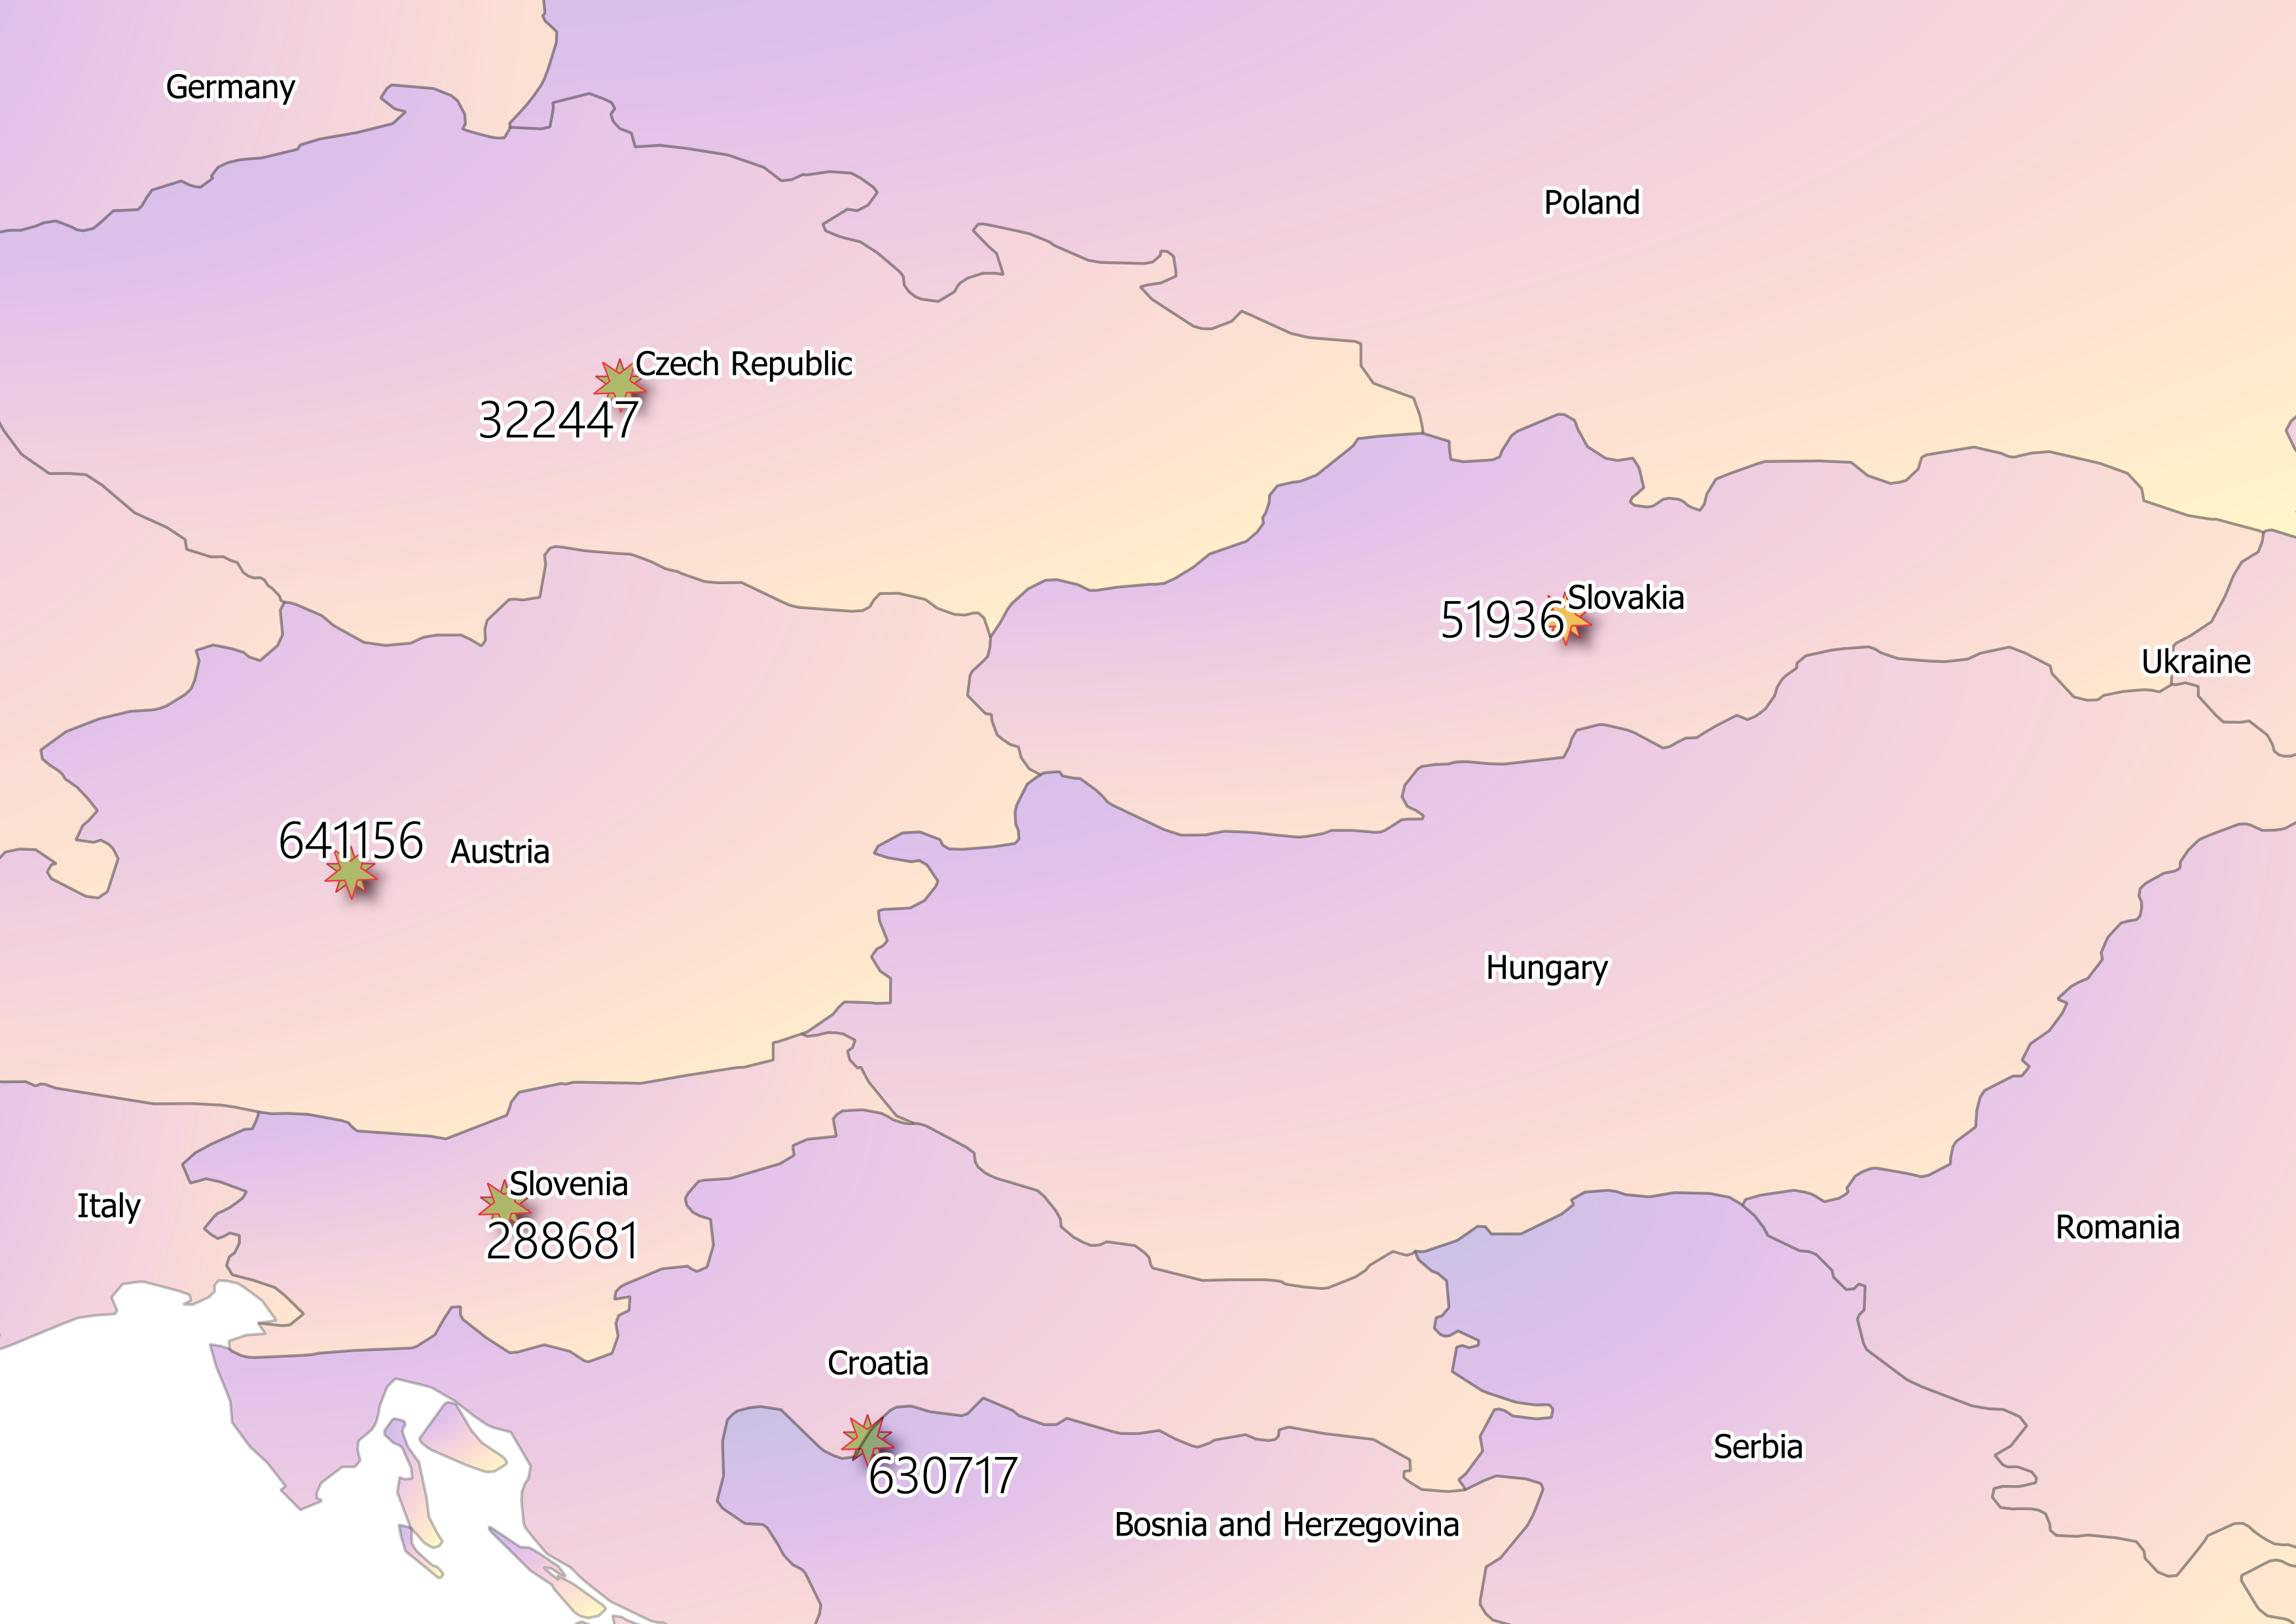 Germany
Poland
Czech Republic
322447
Slovakia
51936
Ukraine
641156
Austria
Hungary
Slovenia
288681
Italy
Romania
Croatia
Serbia
630717
Bosnia and Herzegovina